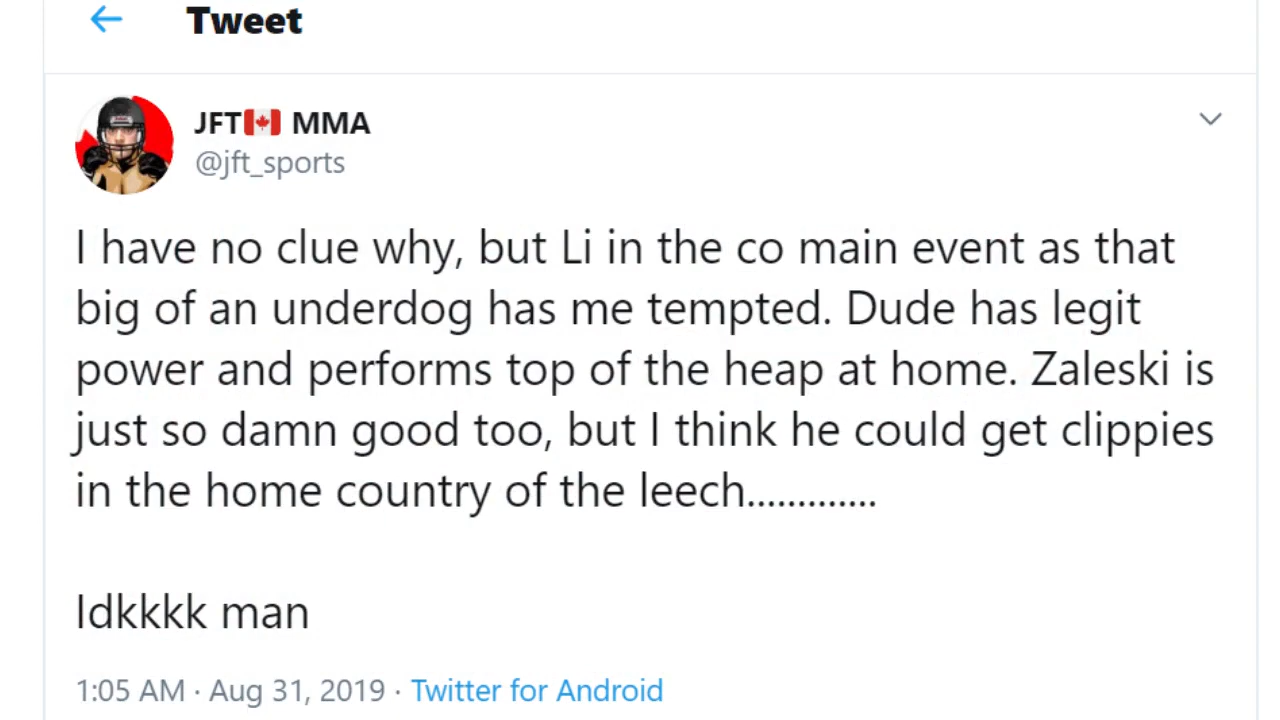 Tweet
JFT🇨🇦 MMA
@jft_sports
I have no clue why, but Li in the co main event as that
big of an underdog has me tempted. Dude has legit
power and performs top of the heap at home. Zaleski is
just so damn good too, but I think he could get clippies
in the home country of the leech.............
Idkkkk man
1:05 AM · Aug 31, 2019 · Twitter for Android